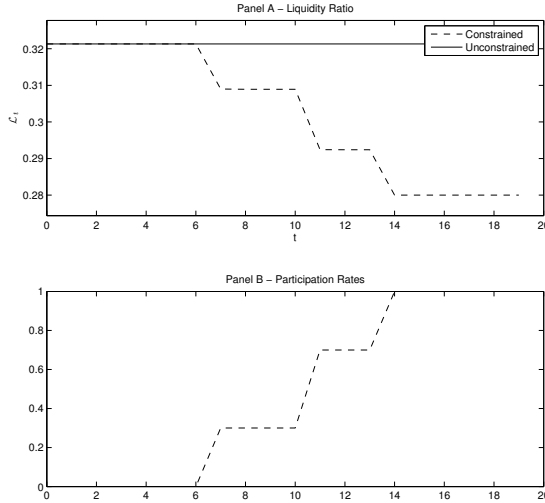 Panel A – Liquidity Ratio
Constrained
Unconstrained
0.32
0.31
0.3
0.29
0.28
ℒt
0 2 4 6 8 10 12 14 16 18 20
t
Panel B – Participation Rates
1
0.8
0.6
0.4
0.2
0
0 2 4 6 8 10 12 14 16 18 20